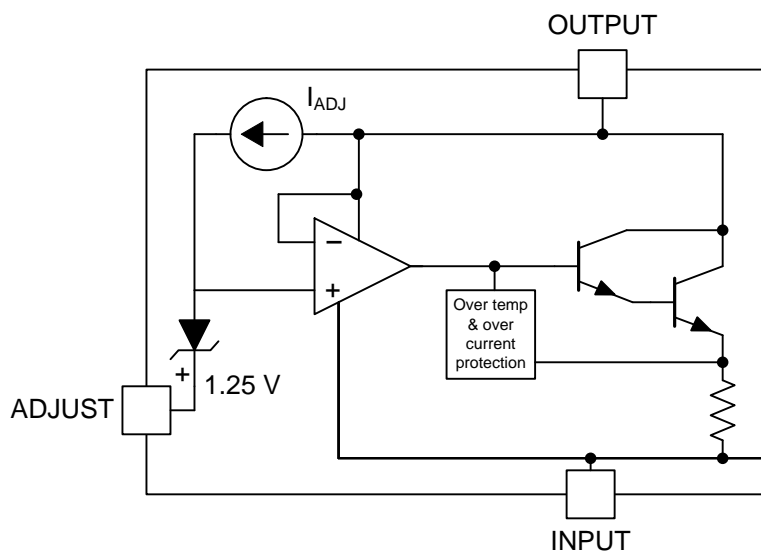 OUTPUT
IADJ
−
+
Over temp
& over
current
protection
+
1.25 V
ADJUST
INPUT